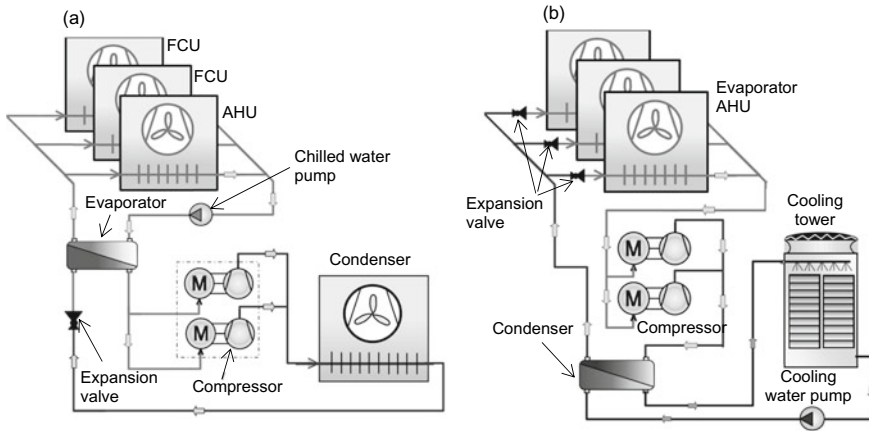 (a)
FCU
FCU
AHU
Chilled water
pump
Evaporator
M
M
Condenser
Expansion
valve
Compressor
(b)
Evaporator
AHU
Expansion
valve
Cooling
tower
M
M
Condenser
Compressor
Cooling
water pump